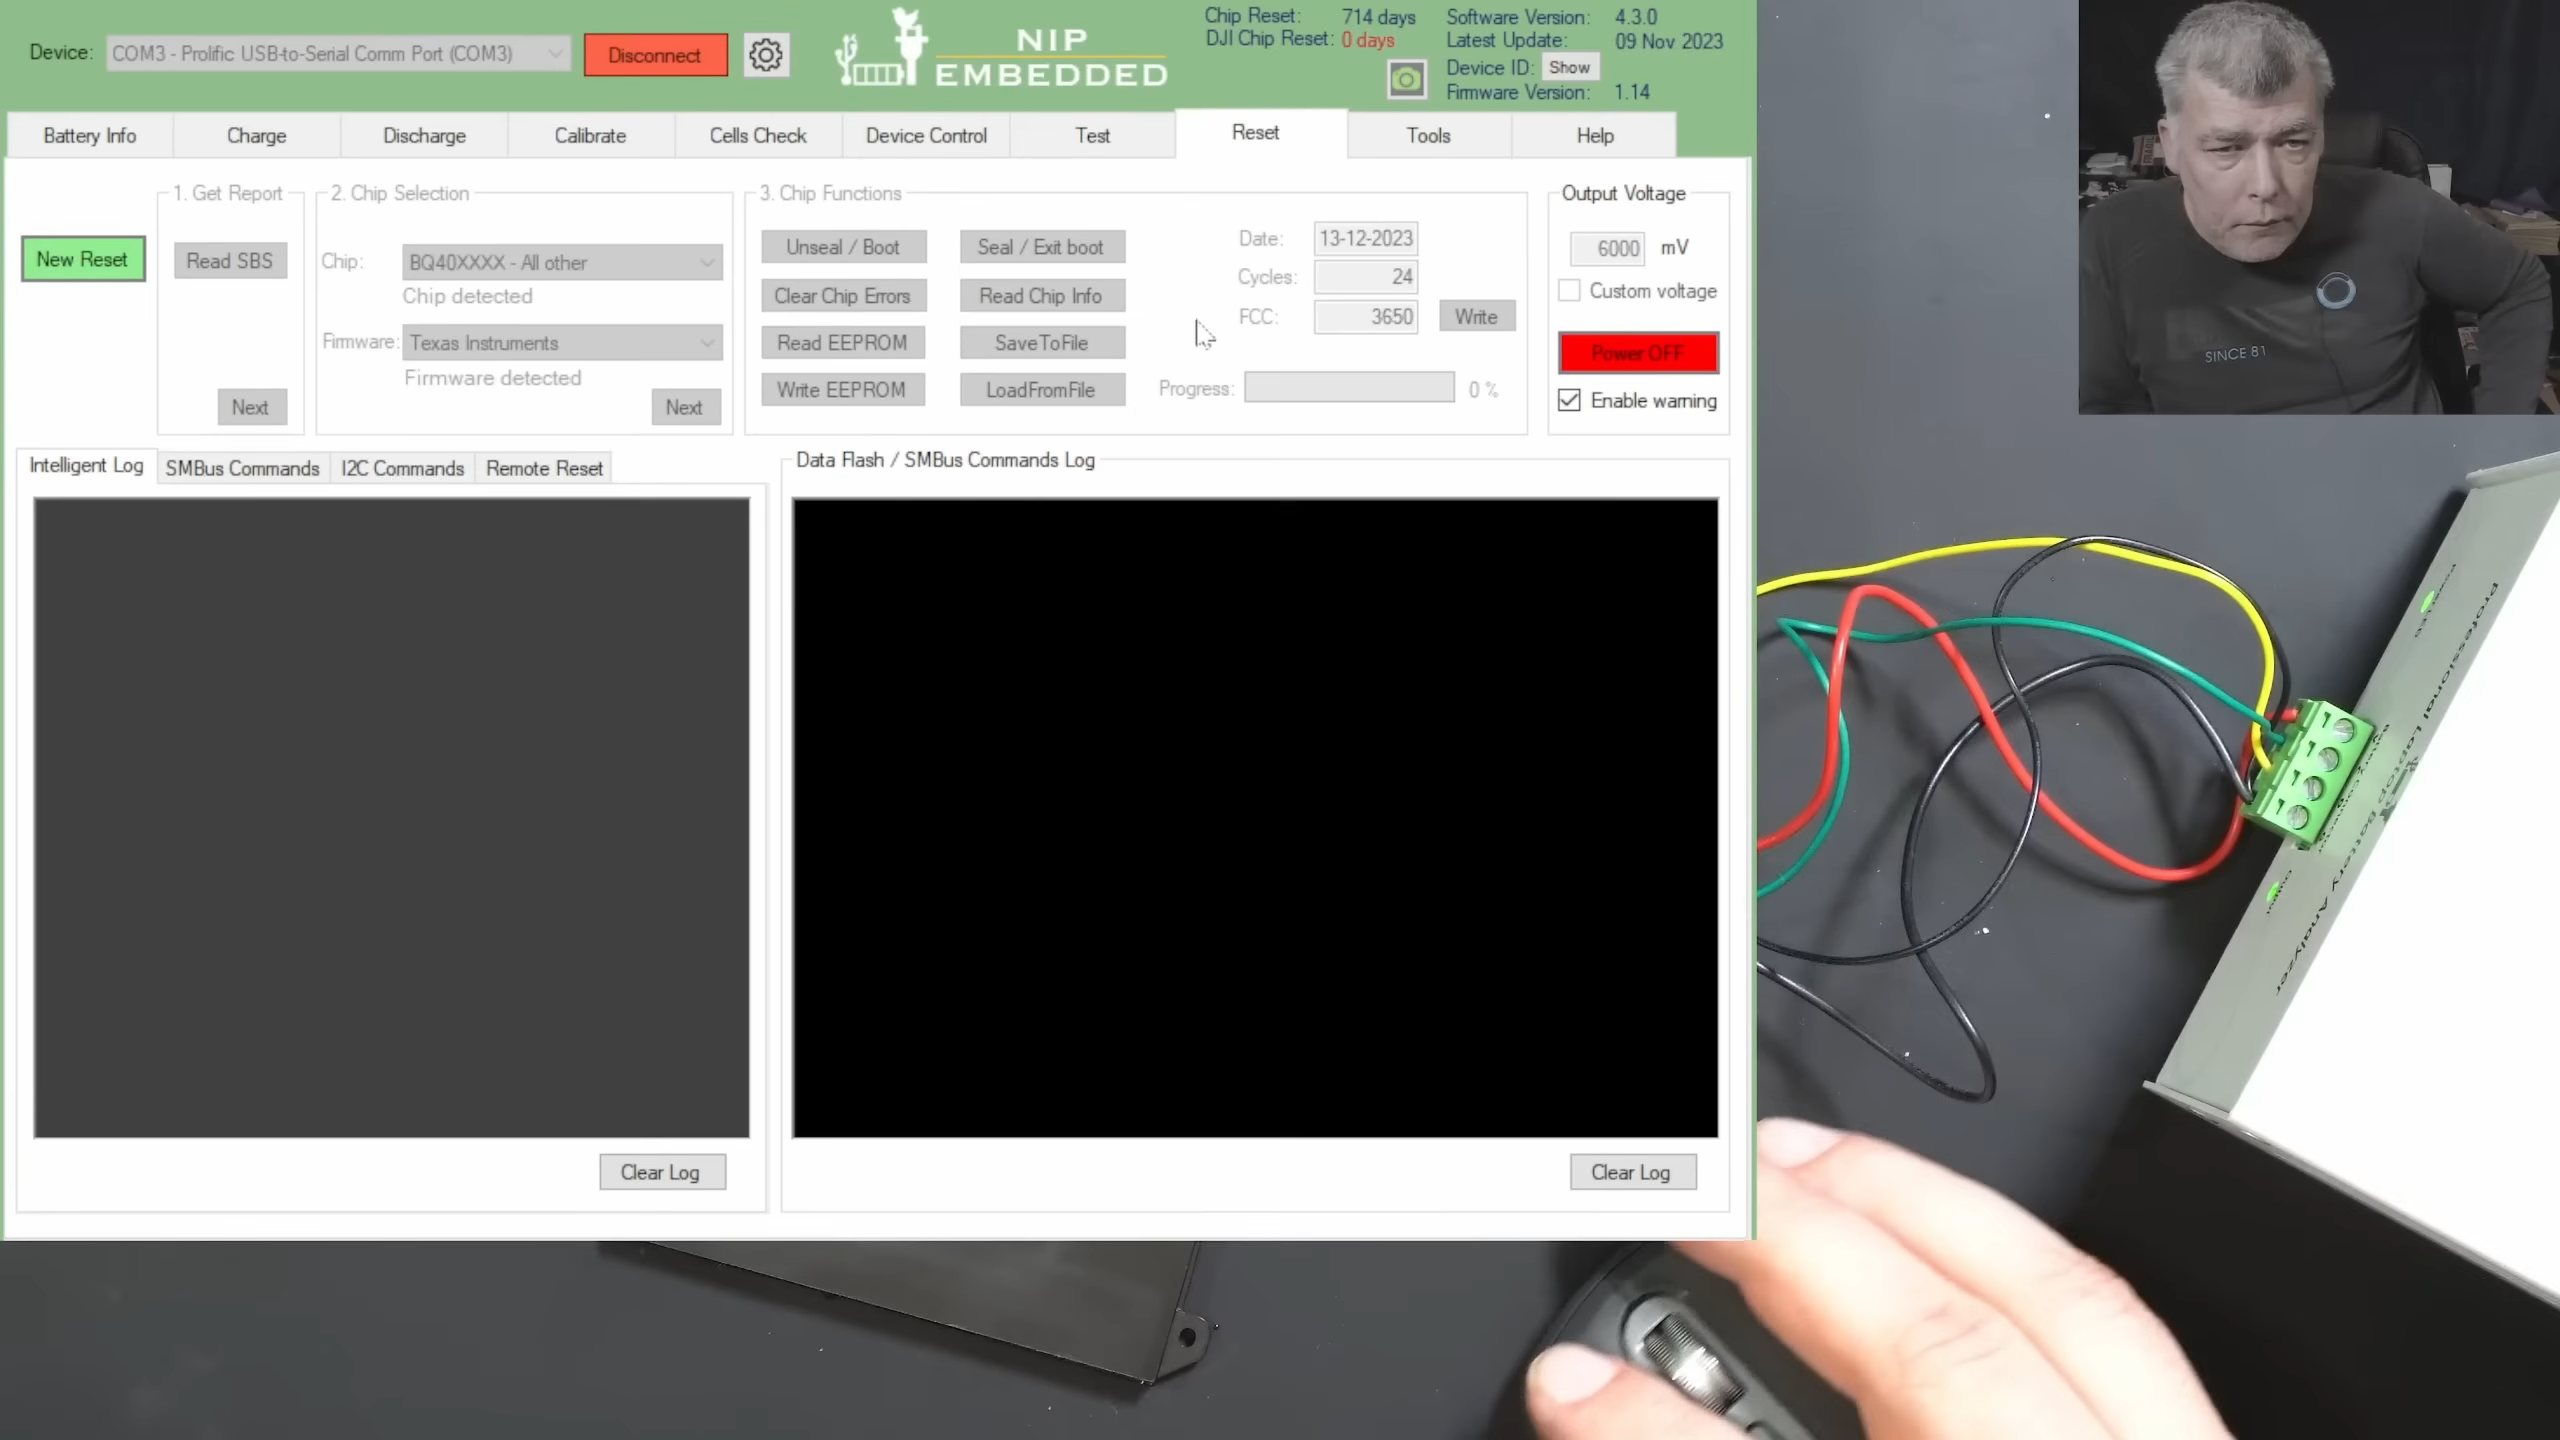 Device: COM3 - Prolific USB-to-Serial Comm Port (COM3) Disconnect
NIP
EMBEDDED
Chip Reset: 714 days
DJI Chip Reset: 0 days
Software Version: 4.3.0
Latest Update: 09 Nov 2023
Device ID: Show
Firmware Version: 1.14
Battery Info Charge Discharge Calibrate Cells Check Device Control Test Reset Tools Help
New Reset
1. Get Report
Read SBS
Next
2. Chip Selection
Chip: BQ40XXXX - All other
Chip detected
Firmware: Texas Instruments
Firmware detected
Next
3. Chip Functions
Unseal / Boot Seal / Exit boot
Clear Chip Errors Read Chip Info
Read EEPROM SaveToFile
Write EEPROM LoadFromFile
Date: 13-12-2023
Cycles: 24
FCC: 3650 Write
Progress: 0 %
Output Voltage
6000 mV
Custom voltage
Power OFF
Enable warning
Intelligent Log SMBus Commands I2C Commands Remote Reset
Data Flash / SMBus Commands Log
Clear Log
Clear Log
SINCE 81
Professional Laptop Battery Analyzer